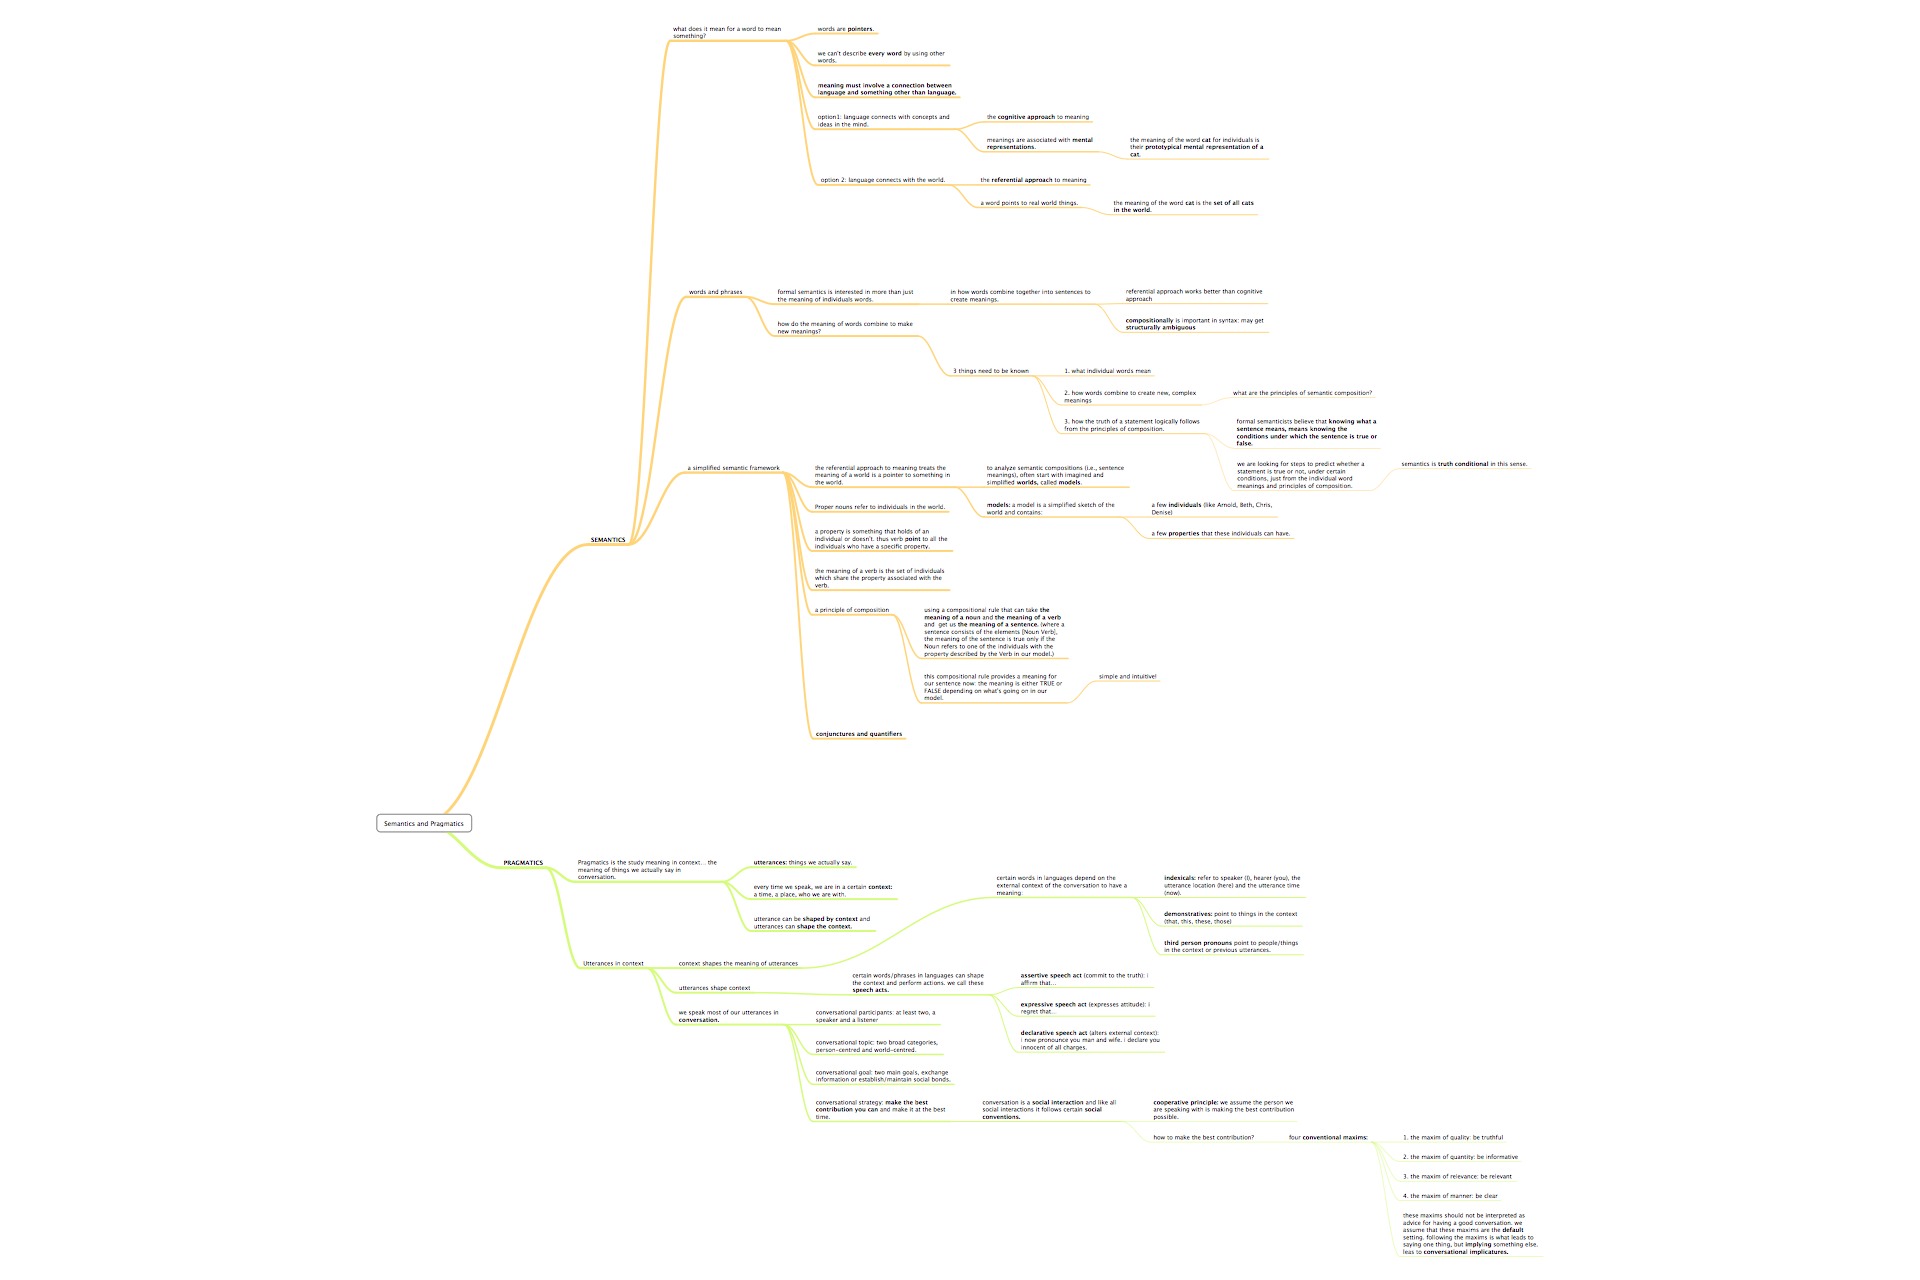 what does it mean for a word to mean
something?
words are pointers.
we can't describe every word by using other
words.
meaning must involve a connection between
language and something other than language.
option1: language connects with concepts and
ideas in the mind.
the cognitive approach to meaning
meanings are associated with mental
representations.
the meaning of the word cat for individuals is
their prototypical mental representation of a
cat.
option 2: language connects with the world.
the referential approach to meaning
a word points to real world things.
the meaning of the word cat is the set of all cats
in the world.
words and phrases
formal semantics is interested in more than just
the meaning of individuals words.
in how words combine together into sentences to
create meanings.
referential approach works better than cognitive
approach
compositionally is important in syntax: may get
structurally ambiguous
how do the meaning of words combine to make
new meanings?
3 things need to be known
1. what individual words mean
2. how words combine to create new, complex
meanings
what are the principles of semantic composition?
3. how the truth of a statement logically follows
from the principles of composition.
formal semanticists believe that knowing what a
sentence means, means knowing the
conditions under which the sentence is true or
false.
we are looking for steps to predict whether a
statement is true or not, under certain
conditions, just from the individual word
meanings and principles of composition.
semantics is truth conditional in this sense.
SEMANTICS
a simplified semantic framework
the referential approach to meaning treats the
meaning of a world is a pointer to something in
the world.
to analyze semantic compositions (i.e., sentence
meanings), often start with imagined and
simplified worlds, called models.
models: a model is a simplified sketch of the
world and contains:
a few individuals (like Arnold, Beth, Chris,
Denise)
a few properties that these individuals can have.
Proper nouns refer to individuals in the world.
a property is something that holds of an
individual or doesn't. thus verb point to all the
individuals who have a specific property.
the meaning of a verb is the set of individuals
which share the property associated with the
verb.
a principle of composition
using a compositional rule that can take the
meaning of a noun and the meaning of a verb
and get us the meaning of a sentence. (where a
sentence consists of the elements [Noun Verb],
the meaning of the sentence is true only if the
Noun refers to one of the individuals with the
property described by the Verb in our model.)
this compositional rule provides a meaning for
our sentence now: the meaning is either TRUE or
FALSE depending on what's going on in our
model.
simple and intuitive!
conjunctures and quantifiers
Semantics and Pragmatics
PRAGMATICS
Pragmatics is the study meaning in context... the
meaning of things we actually say in
conversation.
utterances: things we actually say.
every time we speak, we are in a certain context:
a time, a place, who we are with.
utterance can be shaped by context and
utterances can shape the context.
Utterances in context
context shapes the meaning of utterances
certain words in languages depend on the
external context of the conversation to have a
meaning:
indexicals: refer to speaker (I), hearer (you), the
utterance location (here) and the utterance time
(now).
demonstratives: point to things in the context
(that, this, these, those)
third person pronouns point to people/things
in the context or previous utterances.
utterances shape context
certain words/phrases in languages can shape
the context and perform actions. we call these
speech acts.
assertive speech act (commit to the truth): i
affirm that...
expressive speech act (expresses attitude): i
regret that...
declarative speech act (alters external context):
i now pronounce you man and wife. i declare you
innocent of all charges.
we speak most of our utterances in
conversation.
conversational participants: at least two, a
speaker and a listener
conversational topic: two broad categories,
person-centred and world-centred.
conversational goal: two main goals, exchange
information or establish/maintain social bonds.
conversational strategy: make the best
contribution you can and make it at the best
time.
conversation is a social interaction and like all
social interactions it follows certain social
conventions.
cooperative principle: we assume the person we
are speaking with is making the best contribution
possible.
how to make the best contribution?
four conventional maxims:
1. the maxim of quality: be truthful
2. the maxim of quantity: be informative
3. the maxim of relevance: be relevant
4. the maxim of manner: be clear
these maxims should not be interpreted as
advice for having a good conversation. we
assume that these maxims are the default
setting. following the maxims is what leads to
saying one thing, but implying something else.
leas to conversational implicatures.